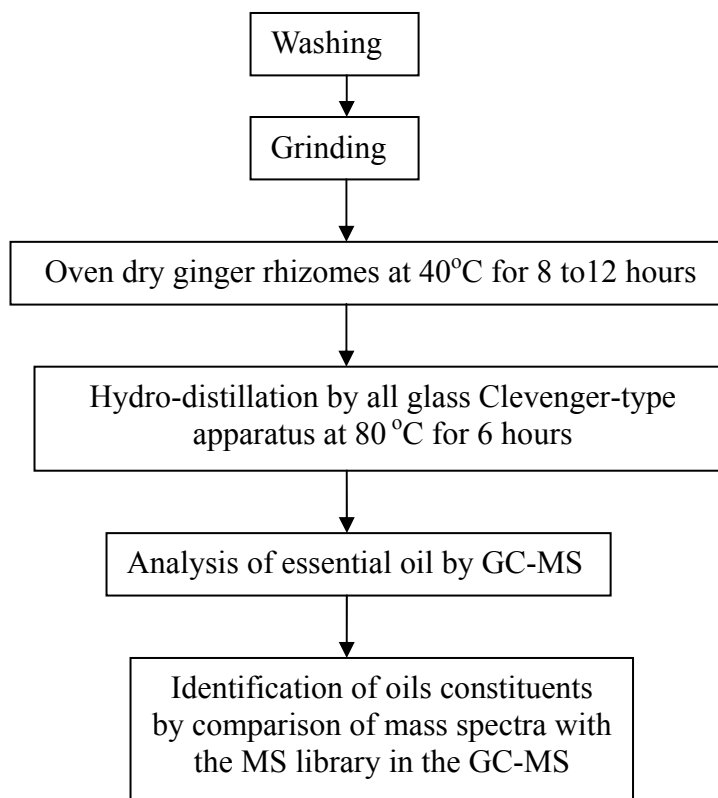 Washing
Grinding
Oven dry ginger rhizomes at 40°C for 8 to12 hours
Hydro-distillation by all glass Clevenger-type
apparatus at 80 °C for 6 hours
Analysis of essential oil by GC-MS
Identification of oils constituents
by comparison of mass spectra with
the MS library in the GC-MS